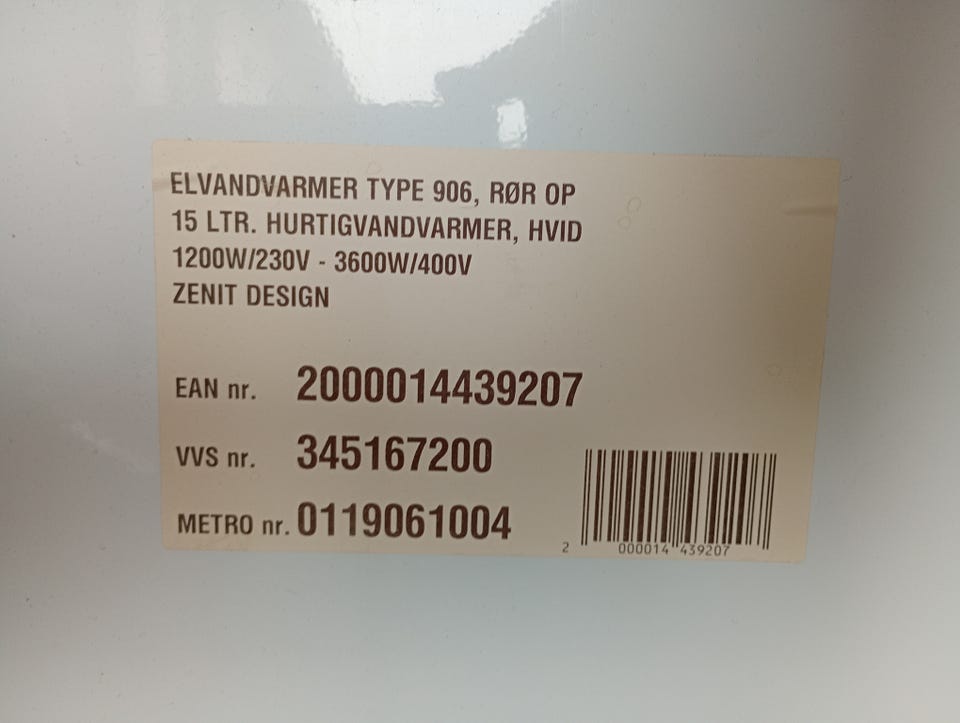 ELVANDVARMER TYPE 906, RØR OP
15 LTR. HURTIGVANDVARMER, HVID
1200W/230V - 3600W/400V
ZENIT DESIGN
EAN nr. 2000014439207
VVS nr. 345167200
METRO nr. 0119061004
2 000014 439207